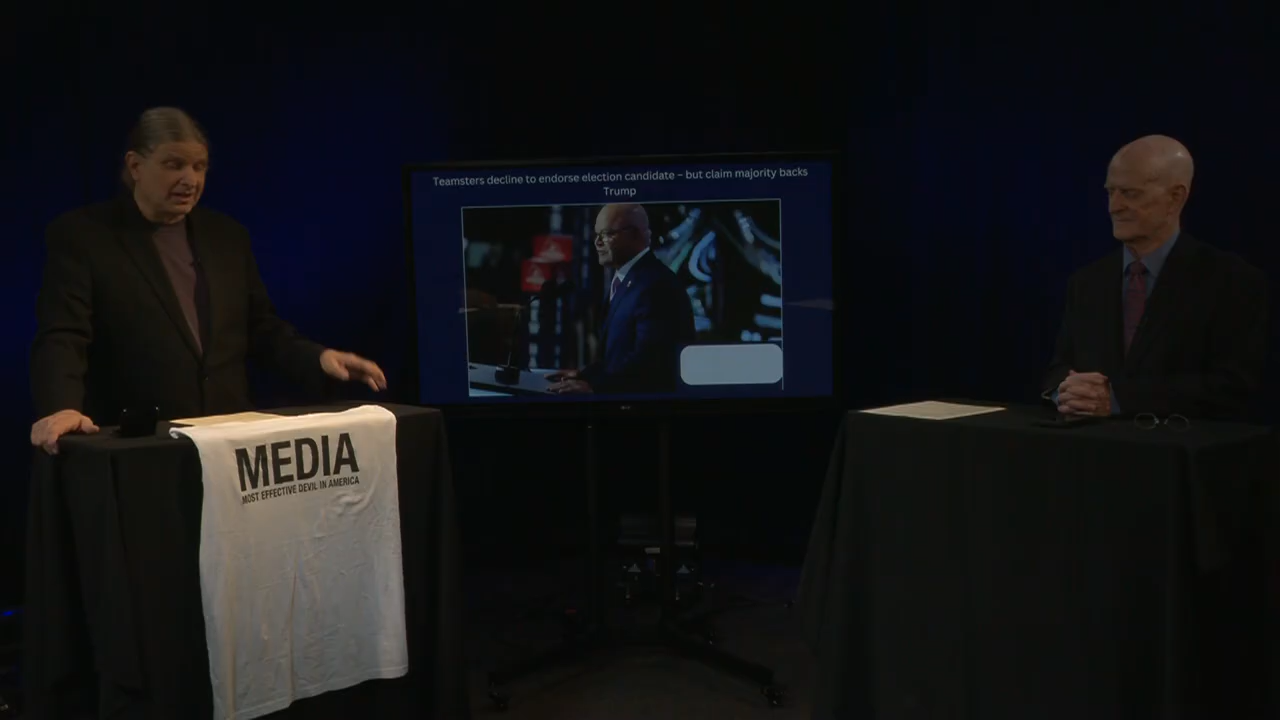 Teamsters decline to endorse election candidate – but claim majority backs
Trump
MEDIA
MOST EFFECTIVE DEVIL IN AMERICA